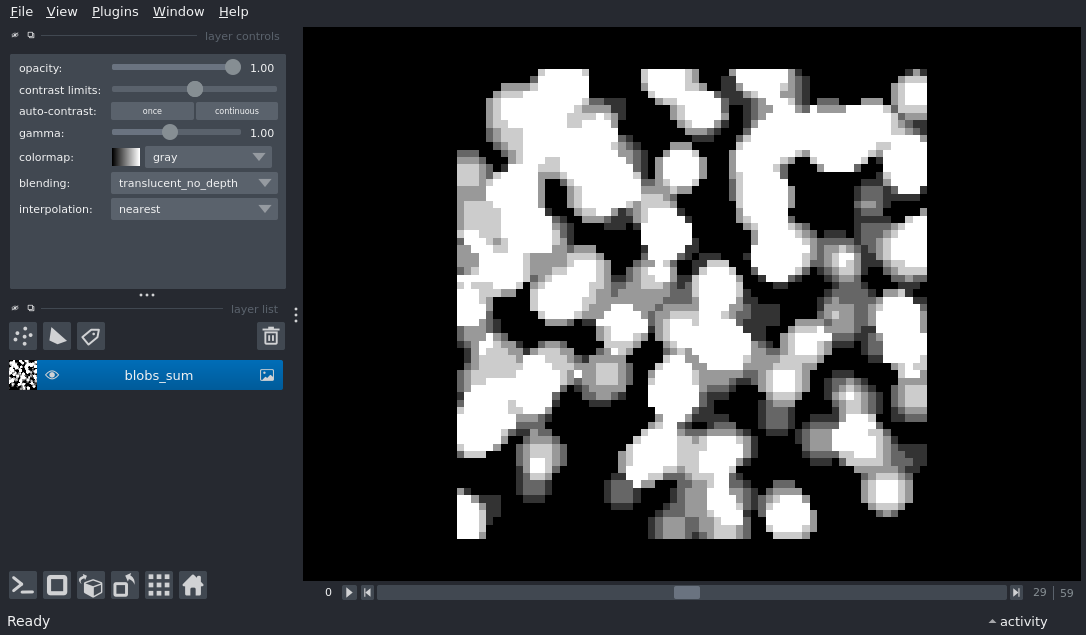 File View Plugins Window Help
layer controls
opacity: 1.00
contrast limits:
auto-contrast: once continuous
gamma: 1.00
colormap: gray
blending: translucent_no_depth
interpolation: nearest
layer list
blobs_sum
0 29 | 59
Ready activity